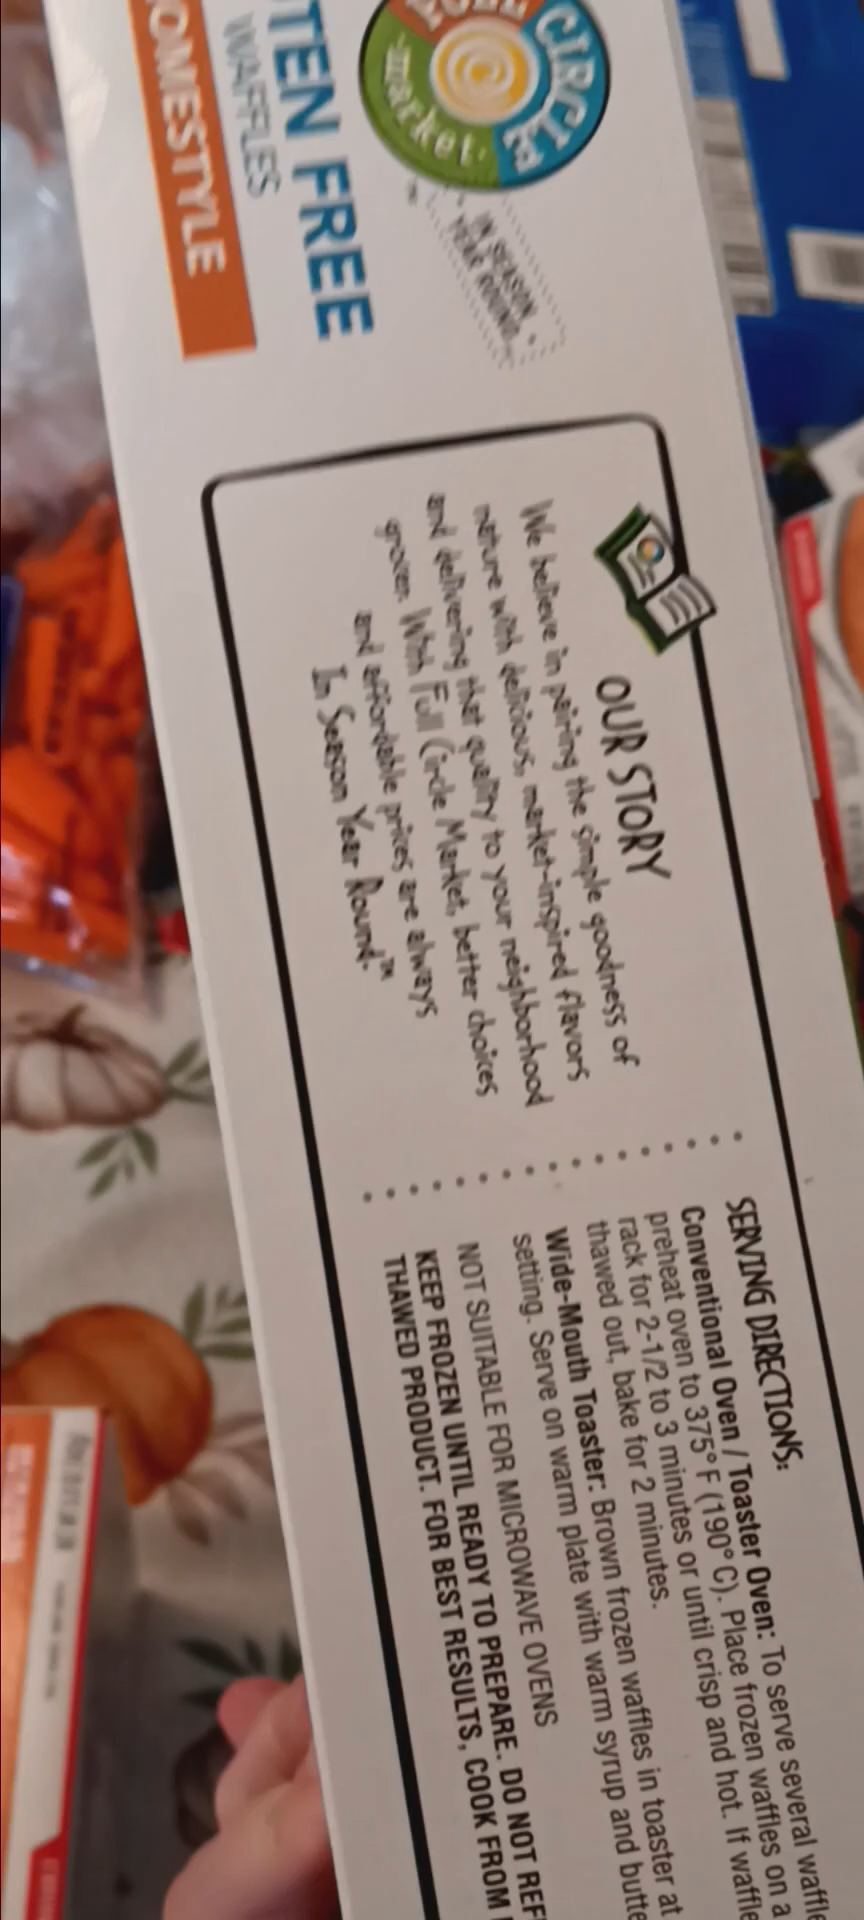 FULL CIRCLE
market
IN SEASON
YEAR ROUND
TEN FREE
WAFFLES
OMESTYLE
OUR STORY
We believe in pairing the simple goodness of
nature with delicious, market-inspired flavors
and delivering that quality to your neighborhood
grocer. With Full Circle Market, better choices
and affordable prices are always
In Season Year Round.™
SERVING DIRECTIONS:
Conventional Oven / Toaster Oven: To serve several waffle
preheat oven to 375° F (190° C). Place frozen waffles on a
rack for 2-1/2 to 3 minutes or until crisp and hot. If waffle
thawed out, bake for 2 minutes.
Wide-Mouth Toaster: Brown frozen waffles in toaster at
setting. Serve on warm plate with warm syrup and butte
NOT SUITABLE FOR MICROWAVE OVENS
KEEP FROZEN UNTIL READY TO PREPARE. DO NOT REF
THAWED PRODUCT. FOR BEST RESULTS, COOK FROM